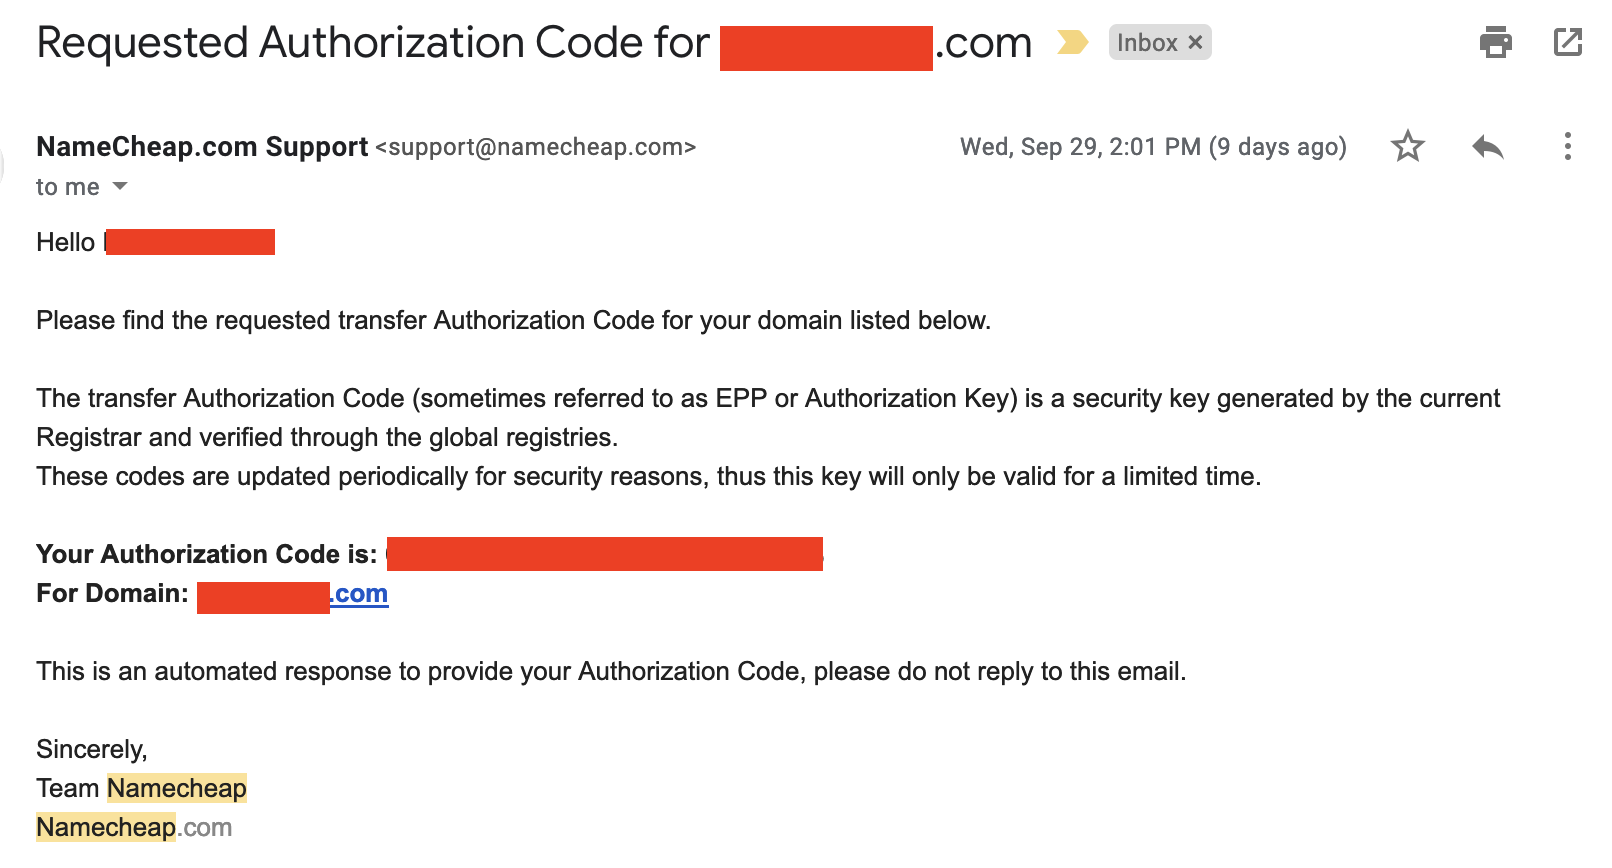 Requested Authorization Code for .com Inbox ×
NameCheap.com Support <support@namecheap.com> Wed, Sep 29, 2:01 PM (9 days ago)
to me
Hello
Please find the requested transfer Authorization Code for your domain listed below.
The transfer Authorization Code (sometimes referred to as EPP or Authorization Key) is a security key generated by the current
Registrar and verified through the global registries.
These codes are updated periodically for security reasons, thus this key will only be valid for a limited time.
Your Authorization Code is:
For Domain: .com
This is an automated response to provide your Authorization Code, please do not reply to this email.
Sincerely,
Team Namecheap
Namecheap.com